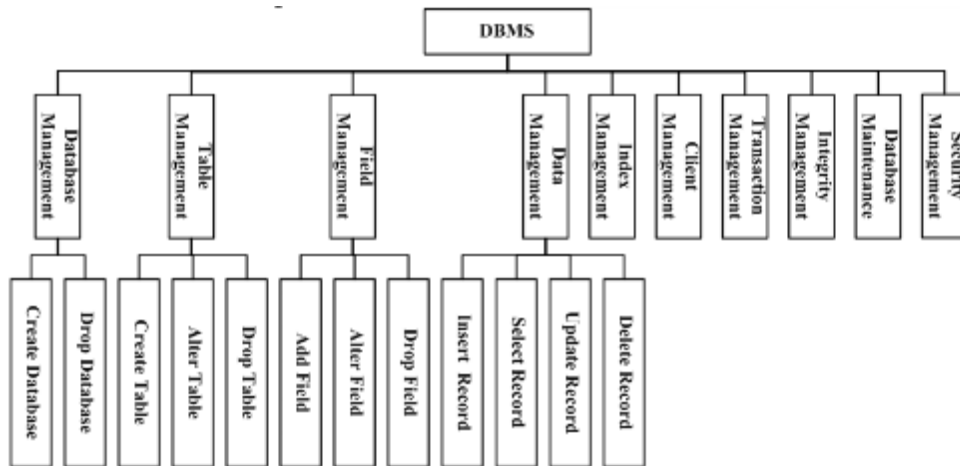 DBMS
Database
Management
Table
Management
Field
Management
Data
Management
Index
Management
Client
Management
Transaction
Management
Integrity
Management
Database
Maintenance
Security
Management
Create Database
Drop Database
Create Table
Alter Table
Drop Table
Add Field
Alter Field
Drop Field
Insert Record
Select Record
Update Record
Delete Record